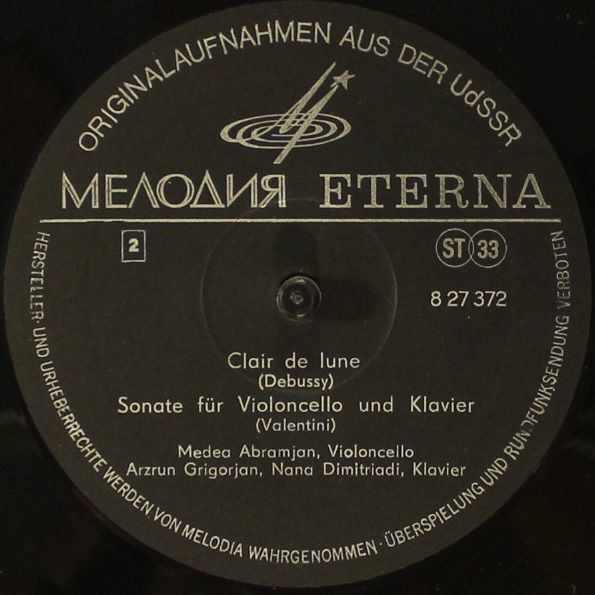 ORIGINALAUFNAHMEN AUS DER UdSSR
МЕЛОДИЯ ETERNA
2 ST 33
8 27 372
Clair de lune
(Debussy)
Sonate für Violoncello und Klavier
(Valentini)
Medea Abramjan, Violoncello
Arzrun Grigorjan, Nana Dimitriadi, Klavier
HERSTELLER- UND URHEBERRECHTE WERDEN VON MELODIA WAHRGENOMMEN · ÜBERSPIELUNG UND RUNDFUNKSENDUNG VERBOTEN